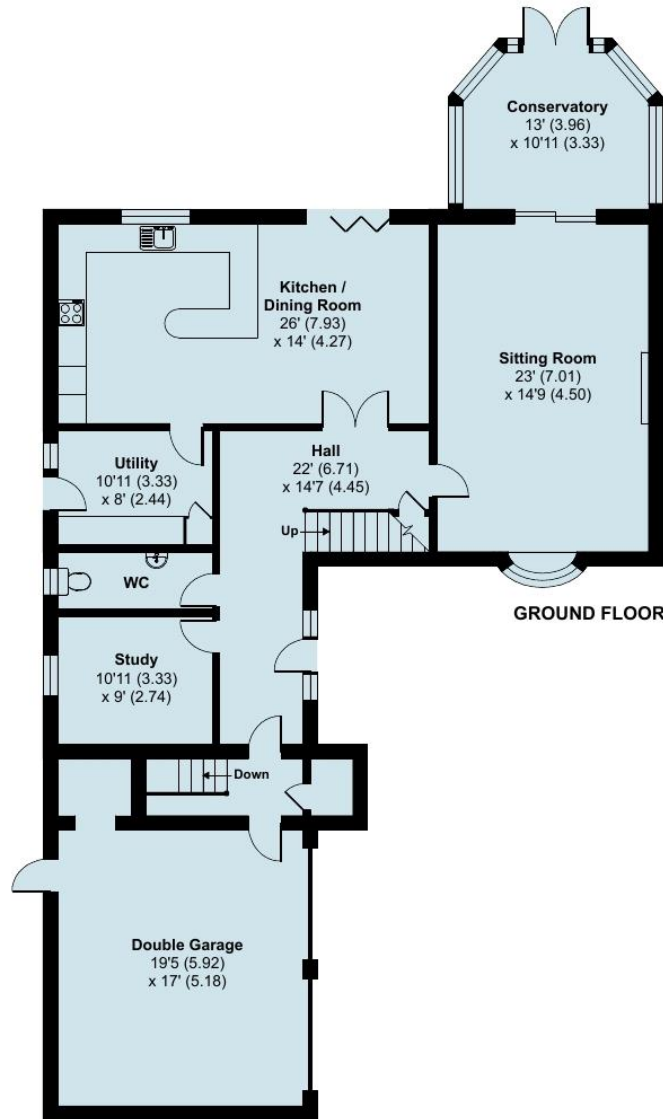 Conservatory
13' (3.96)
x 10'11 (3.33)
Kitchen /
Dining Room
26' (7.93)
x 14' (4.27)
Sitting Room
23' (7.01)
x 14'9 (4.50)
Utility
10'11 (3.33)
x 8' (2.44)
Hall
22' (6.71)
x 14'7 (4.45)
Up
WC
GROUND FLOOR
Study
10'11 (3.33)
x 9' (2.74)
Down
Double Garage
19'5 (5.92)
x 17' (5.18)